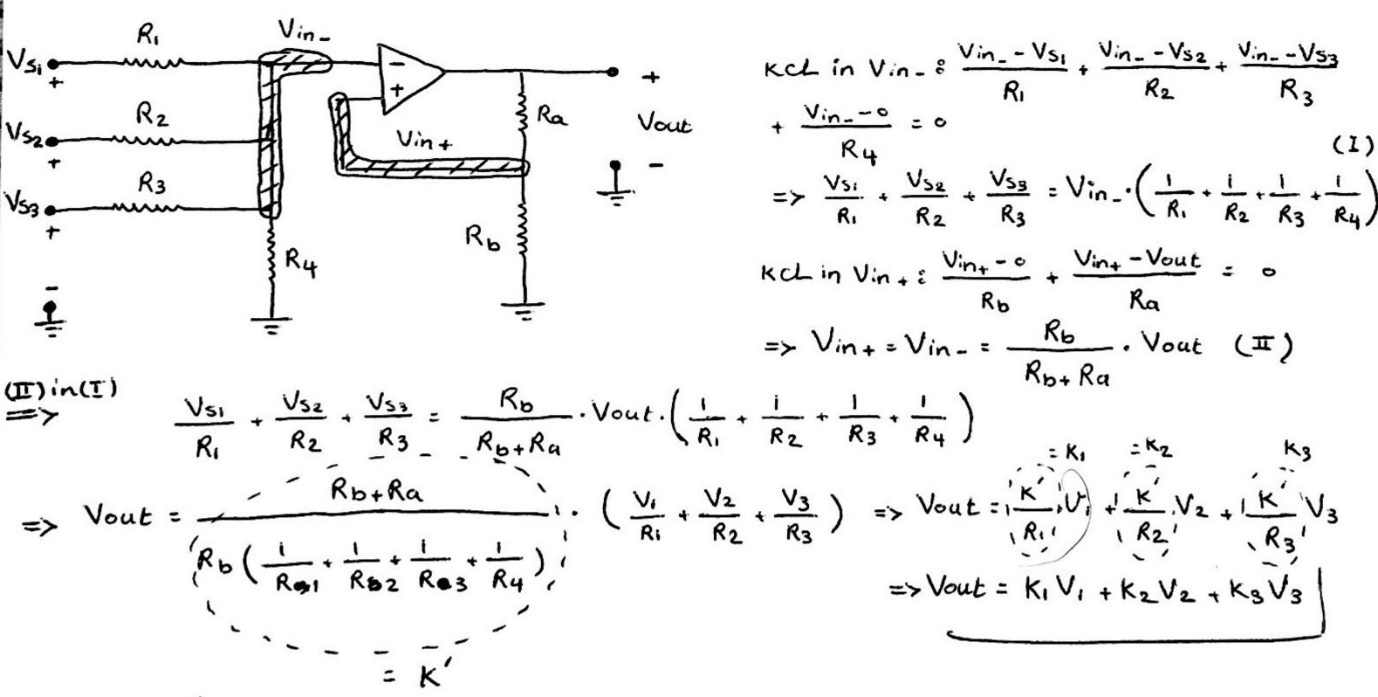 R₁
Vin₋
Vs₁
+
R₂
Vs₂
+
R₃
Vs₃
+
-
R₄
-
+
Vin₊
Ra
Rb
+
Vout
-
KCL in Vin₋ : (Vin₋ - Vs₁)/R₁ + (Vin₋ - Vs₂)/R₂ + (Vin₋ - Vs₃)/R₃
+ (Vin₋ - 0)/R₄ = 0
(I)
=> Vs₁/R₁ + Vs₂/R₂ + Vs₃/R₃ = Vin₋ · (1/R₁ + 1/R₂ + 1/R₃ + 1/R₄)
KCL in Vin₊ : (Vin₊ - 0)/Rb + (Vin₊ - Vout)/Ra = 0
=> Vin₊ = Vin₋ = Rb/(Rb + Ra) · Vout (II)
(II) in (I)
=> Vs₁/R₁ + Vs₂/R₂ + Vs₃/R₃ = Rb/(Rb + Ra) · Vout · (1/R₁ + 1/R₂ + 1/R₃ + 1/R₄)
=> Vout = (Rb + Ra)/(Rb (1/R₁ + 1/R₂ + 1/R₃ + 1/R₄)) · (V₁/R₁ + V₂/R₂ + V₃/R₃)
= K'
= K₁ = K₂ K₃
=> Vout = K'/R₁ · V₁ + K'/R₂ · V₂ + K'/R₃ V₃
=> Vout = K₁V₁ + K₂V₂ + K₃V₃